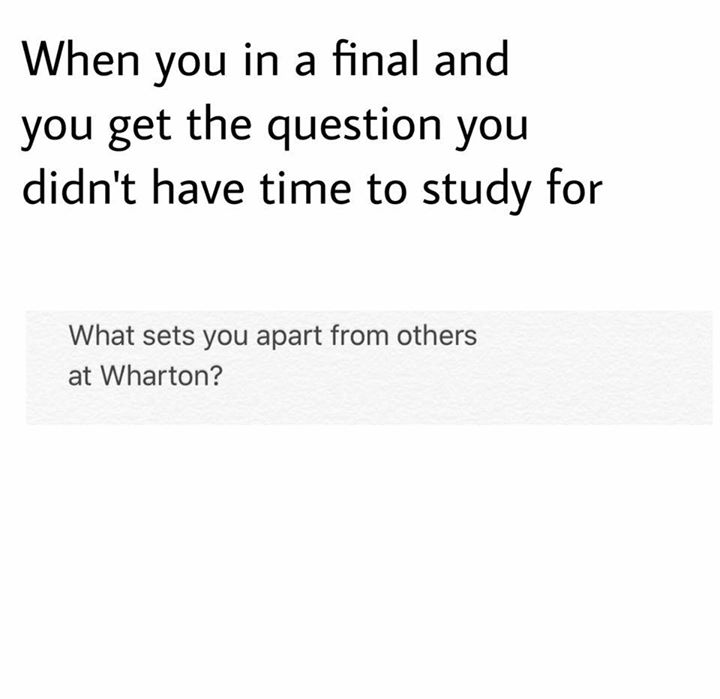 When you in a final and
you get the question you
didn't have time to study for
What sets you apart from others
at Wharton?